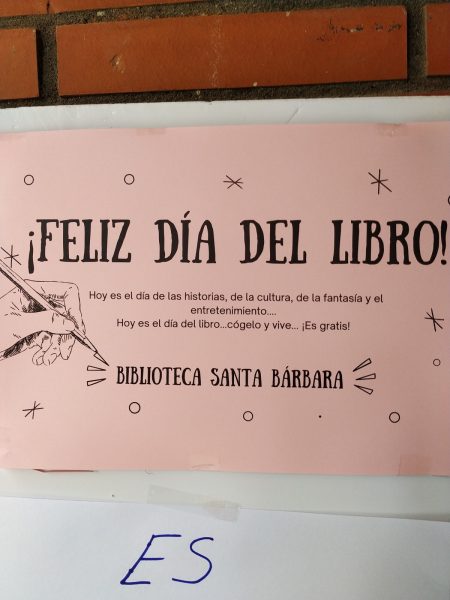 ¡FELIZ DÍA DEL LIBRO!
Hoy es el día de las historias, de la cultura, de la fantasía y el
entretenimiento....
Hoy es el día del libro...cógelo y vive... ¡Es gratis!
BIBLIOTECA SANTA BÁRBARA
ES